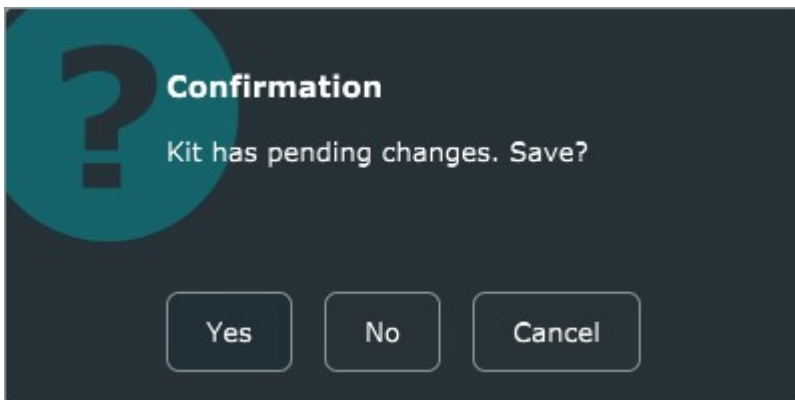 ?
Confirmation
Kit has pending changes. Save?
Yes No Cancel